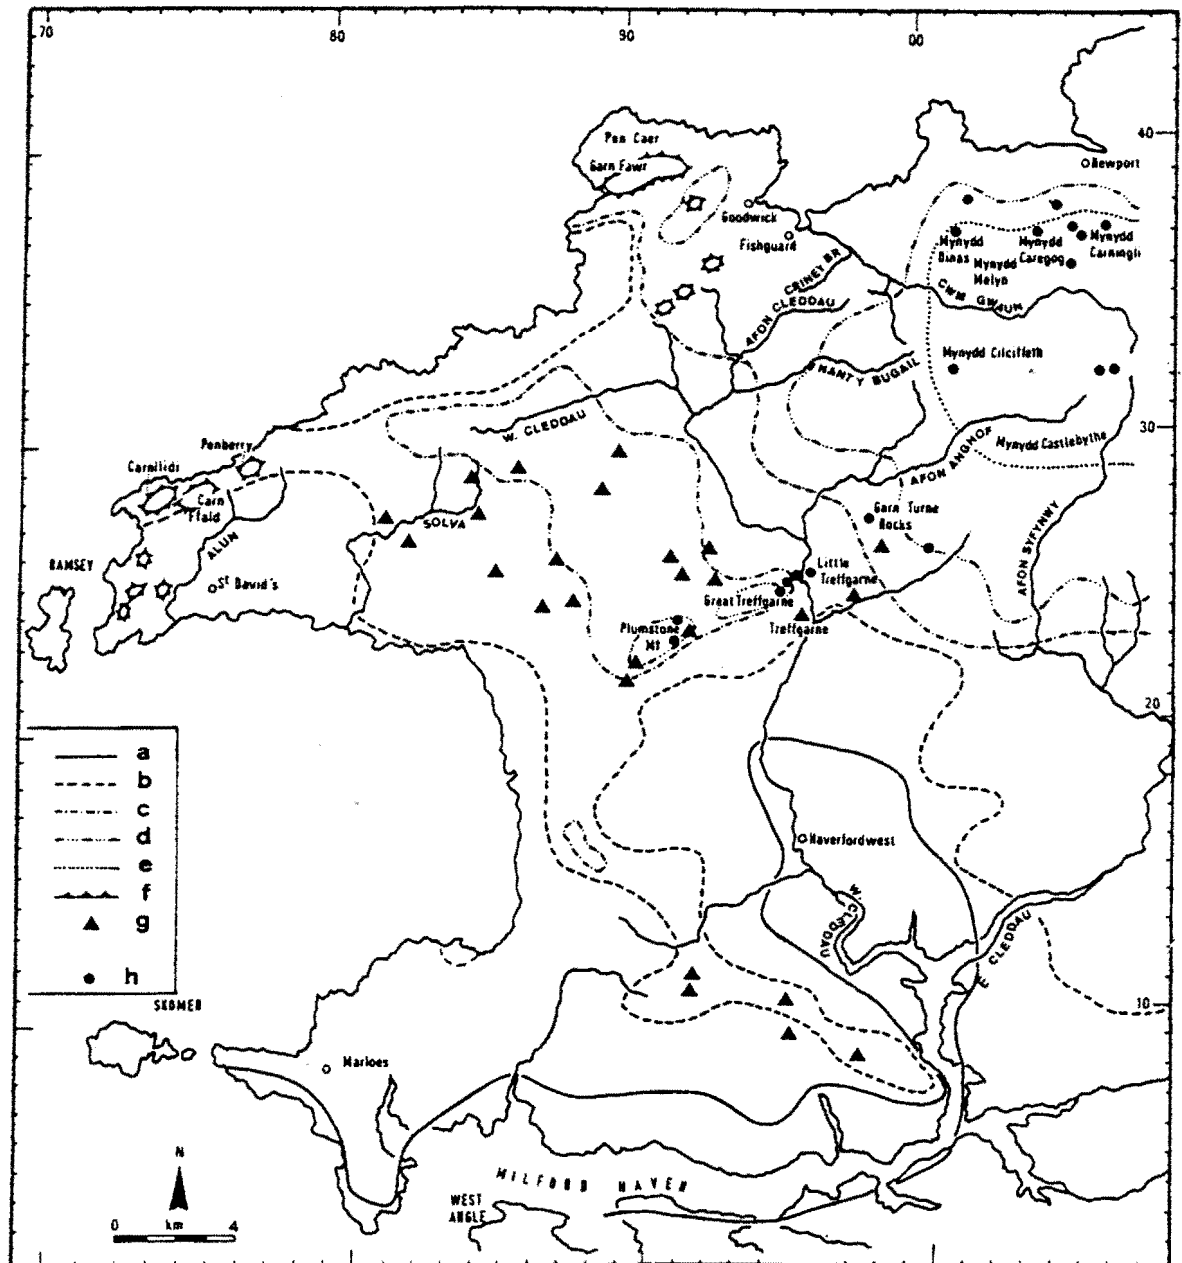 70
80
90
00
40
Pen Caer
Garn Fawr
Newport
Goodwick
Fishguard
Mynydd
Dinas
Mynydd
Melyn
Mynydd
Caregog
Mynydd
Carningli
CRINEY BR
AFON CLEDDAU
CWM GWAUN
NANT Y BUGAIL
Mynydd Cilciffeth
W. CLEDDAU
30
Penberry
Carnllidi
Carn
Ffald
AFON ANGHOF
Mynydd Castlebythe
Garn Turne
Rocks
SOLVA
ALUN
RAMSEY
St David's
AFON SYFYNWY
Little
Treffgarne
Great Treffgarne
Plumstone
Mt
Treffgarne
20
a
b
c
d
e
f
g
h
Haverfordwest
W. CLEDDAU
E. CLEDDAU
10
SKOMER
Marloes
N
0 km 4
MILFORD HAVEN
WEST
ANGLE